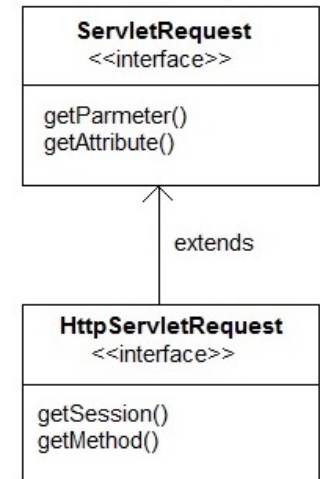 ServletRequest
<<interface>>
getParmeter()
getAttribute()
extends
HttpServletRequest
<<interface>>
getSession()
getMethod()